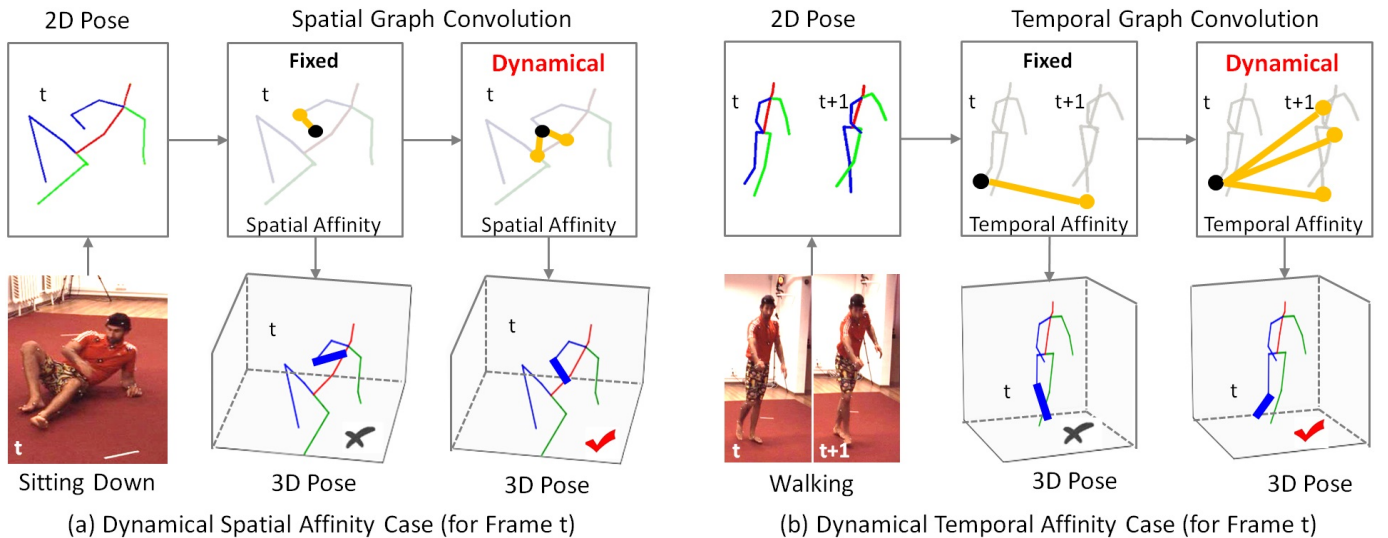 2D Pose
Spatial Graph Convolution
Fixed
Dynamical
t
t
t
Spatial Affinity
Spatial Affinity
t
t
t
Sitting Down
3D Pose
3D Pose
(a) Dynamical Spatial Affinity Case (for Frame t)
2D Pose
Temporal Graph Convolution
Fixed
Dynamical
t
t+1
t
t+1
t
t+1
Temporal Affinity
Temporal Affinity
t
t+1
t
t
Walking
3D Pose
3D Pose
(b) Dynamical Temporal Affinity Case (for Frame t)